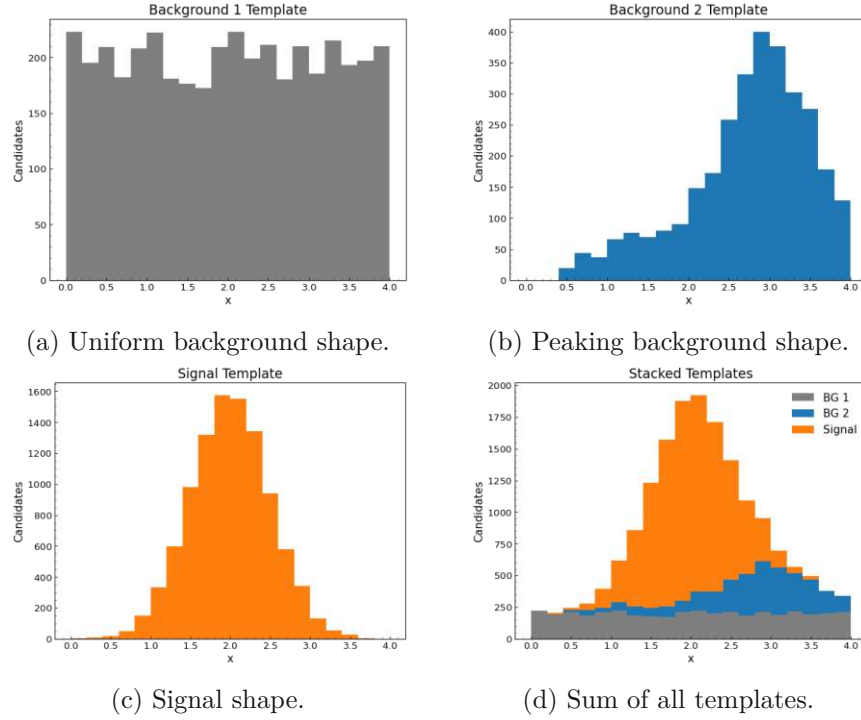 Background 1 Template
Candidates
200
150
100
50
0
0.0 0.5 1.0 1.5 2.0 2.5 3.0 3.5 4.0
x
(a) Uniform background shape.
Background 2 Template
Candidates
400
350
300
250
200
150
100
50
0
0.0 0.5 1.0 1.5 2.0 2.5 3.0 3.5 4.0
x
(b) Peaking background shape.
Signal Template
Candidates
1600
1400
1200
1000
800
600
400
200
0
0.0 0.5 1.0 1.5 2.0 2.5 3.0 3.5 4.0
x
(c) Signal shape.
Stacked Templates
Candidates
2000
1750
1500
1250
1000
750
500
250
0
BG 1
BG 2
Signal
0.0 0.5 1.0 1.5 2.0 2.5 3.0 3.5 4.0
x
(d) Sum of all templates.